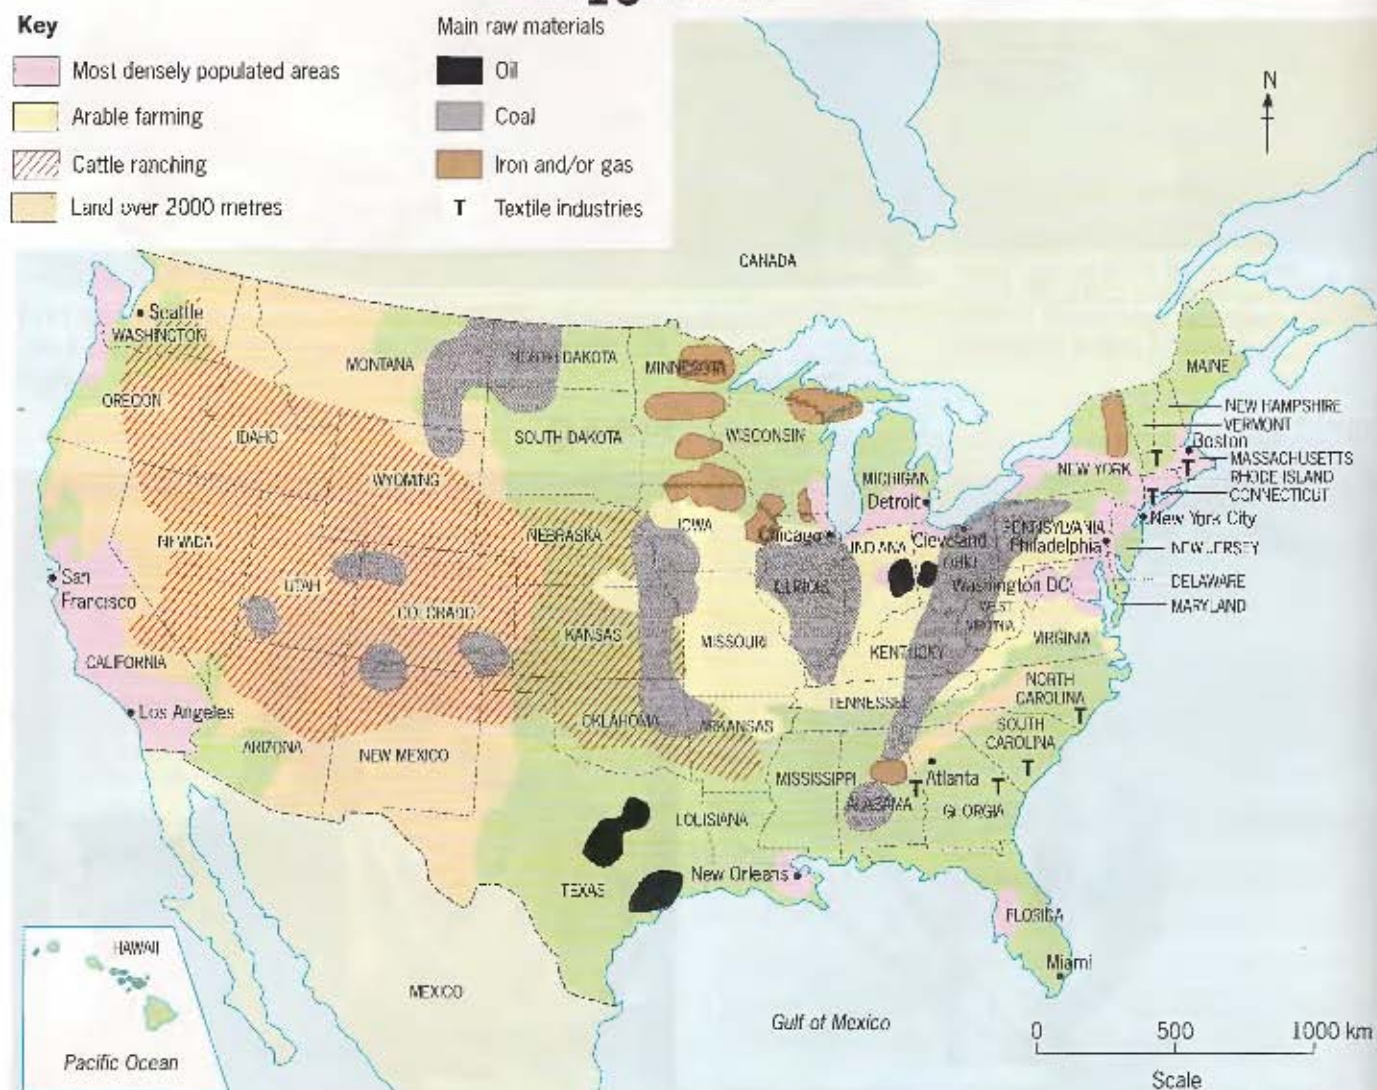 Key
Most densely populated areas
Arable farming
Cattle ranching
Land over 2000 metres
Main raw materials
Oil
Coal
Iron and/or gas
T Textile industries
N
CANADA
Seattle
WASHINGTON
MONTANA
NORTH DAKOTA
MINNESOTA
MAINE
OREGON
IDAHO
SOUTH DAKOTA
WISCONSIN
NEW HAMPSHIRE
VERMONT
Boston
MASSACHUSETTS
RHODE ISLAND
CONNECTICUT
WYOMING
MICHIGAN
Detroit
NEW YORK
T
T
T
New York City
NEVADA
NEBRASKA
IOWA
Chicago
INDIANA
Cleveland
OHIO
PENNSYLVANIA
Philadelphia
NEW JERSEY
San
Francisco
UTAH
COLORADO
ILLINOIS
Washington DC
DELAWARE
MARYLAND
WEST
VIRGINIA
VIRGINIA
CALIFORNIA
KANSAS
MISSOURI
KENTUCKY
NORTH
CAROLINA
Los Angeles
ARIZONA
NEW MEXICO
OKLAHOMA
ARKANSAS
TENNESSEE
SOUTH
CAROLINA
T
T
MISSISSIPPI
ALABAMA
T
Atlanta
T
GEORGIA
LOUISIANA
TEXAS
New Orleans
FLORIDA
Miami
HAWAII
Pacific Ocean
MEXICO
Gulf of Mexico
0 500 1000 km
Scale